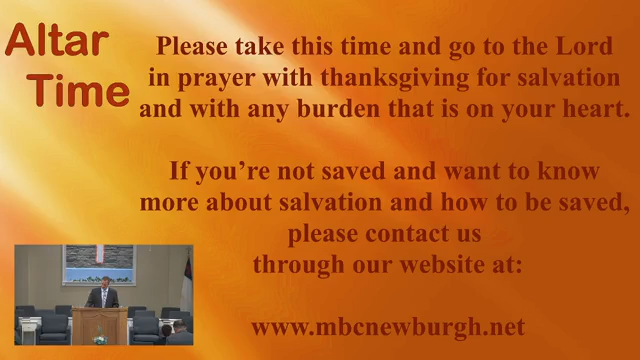 Altar
Time
Please take this time and go to the Lord
in prayer with thanksgiving for salvation
and with any burden that is on your heart.
If you're not saved and want to know
more about salvation and how to be saved,
please contact us
through our website at:
www.mbcnewburgh.net